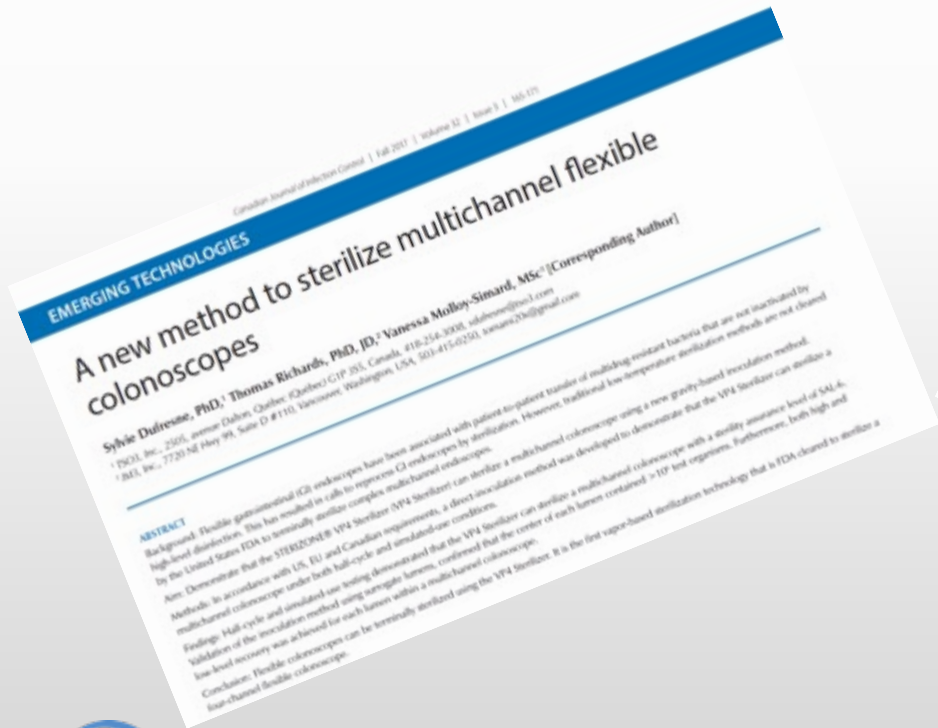 Canadian Journal of Infection Control | Fall 2017 | Volume 32 | Issue 3 | 165-171
EMERGING TECHNOLOGIES
A new method to sterilize multichannel flexible
colonoscopes
Sylvie Dufresne, PhD,¹ Thomas Richards, PhD, JD,² Vanessa Molloy-Simard, MSc¹ [Corresponding Author]
¹ TSO3, Inc., 2505, avenue Dalton, Québec (Québec) G1P 3S5, Canada, 418-254-3008,
Inc., 7720 NE Hwy 99, Suite D #110, Vancouver, Washington, USA, 503-415-0250,
ABSTRACT
Background: Flexible gastrointestinal (GI) endoscopes have been associated with patient-to-patient transfer of multidrug-resistant bacteria that are not inactivated by
high-level disinfection. This has resulted in calls to reprocess GI endoscopes by sterilization. However, traditional low-temperature sterilization methods are not cleared
by the United States FDA to terminally sterilize complex multichannel endoscopes.
Aim: Demonstrate that the STERIZONE® VP4 Sterilizer (VP4 Sterilizer) can sterilize a multichannel colonoscope using a new gravity-based inoculation method.
Methods: In accordance with US, EU and Canadian requirements, a direct inoculation method was developed to demonstrate that the VP4 Sterilizer can sterilize a
multichannel colonoscope under both half-cycle and simulated-use conditions.
Findings: Half-cycle and simulated-use testing demonstrated that the VP4 Sterilizer can sterilize a multichannel colonoscope with a sterility assurance level of SAL-6.
Validation of the inoculation method using surrogate lumens, confirmed that the center of each lumen contained >10⁶ test organisms. Furthermore, both high and
low-level recovery was achieved for each lumen within a multichannel colonoscope.
Conclusion: Flexible colonoscopes can be terminally sterilized using the VP4 Sterilizer. It is the first vapor-based sterilization technology that is FDA cleared to sterilize a
four-channel flexible colonoscope.